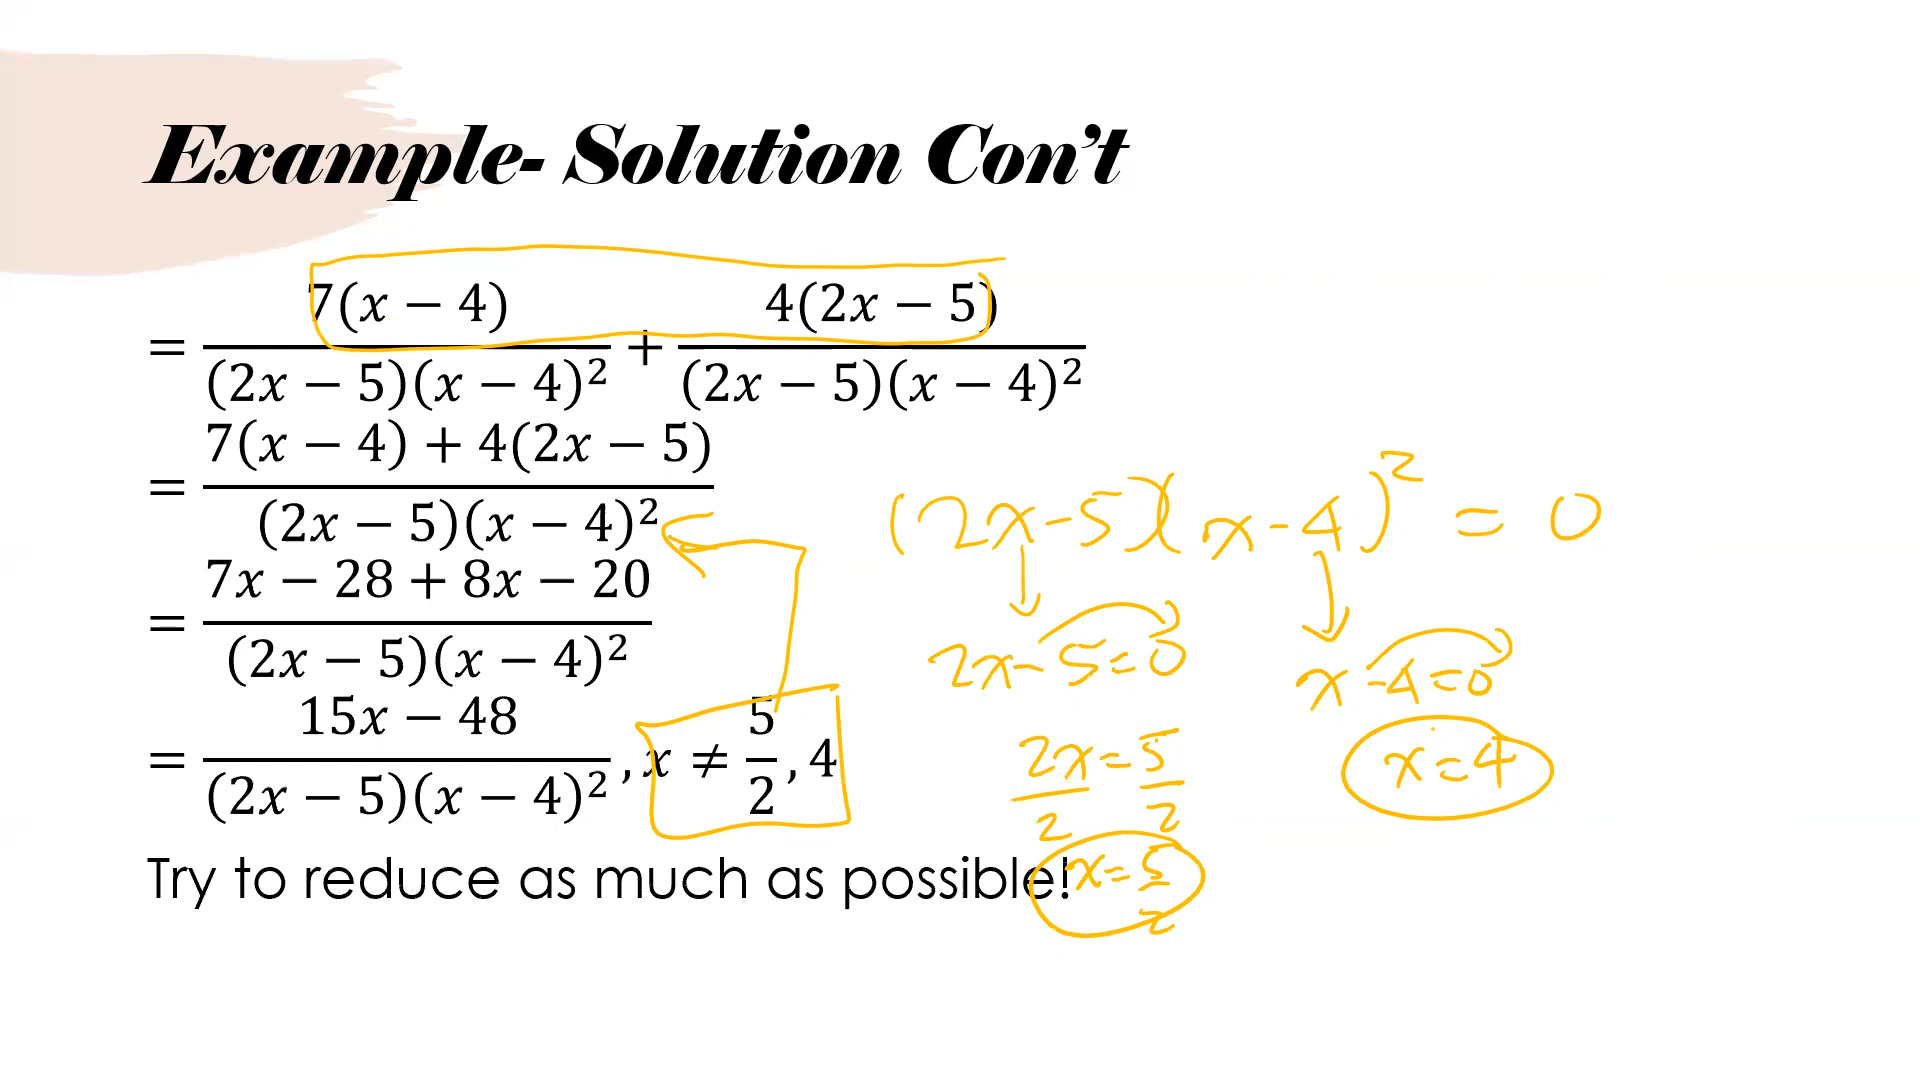 Example- Solution Con't
= 7(x − 4)/((2x − 5)(x − 4)²) + 4(2x − 5)/((2x − 5)(x − 4)²)
= (7(x − 4) + 4(2x − 5))/((2x − 5)(x − 4)²)
= (7x − 28 + 8x − 20)/((2x − 5)(x − 4)²)
= (15x − 48)/((2x − 5)(x − 4)²), x ≠ 5/2, 4
Try to reduce as much as possible!
(2x-5)(x-4)² = 0
2x-5=0
2x/2=5/2
x=5/2
x-4=0
x=4